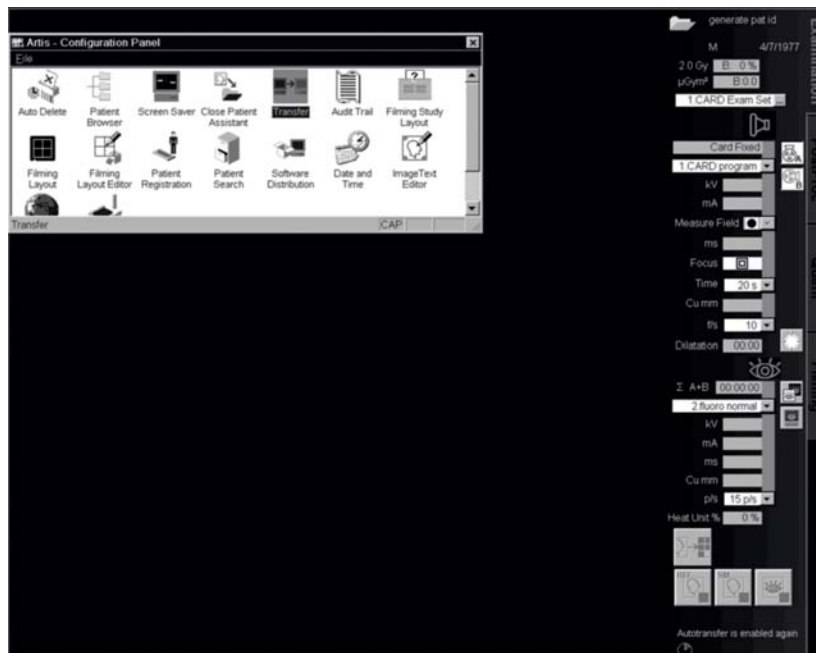 Artis - Configuration Panel
File
Auto Delete
Patient Browser
Screen Saver
Close Patient Assistant
Transfer
Audit Trail
Filming Study Layout
Filming Layout
Filming Layout Editor
Patient Registration
Patient Search
Software Distribution
Date and Time
ImageText Editor
Transfer
CAP
generate pat id
M 4/7/1977
2.0 Gy B: 0 %
µGym² B:0.0
1.CARD Exam Set ...
Card Fixed
A
1.CARD program
B
kV
mA
Measure Field
ms
Focus
Time 20 s
Cu mm
f/s 10
Dilatation 00:00
Σ A+B 00:00:00
2.fluoro normal
kV
mA
ms
Cu mm
p/s 15 p/s
Heat Unit % 0 %
Autotransfer is enabled again
Examination